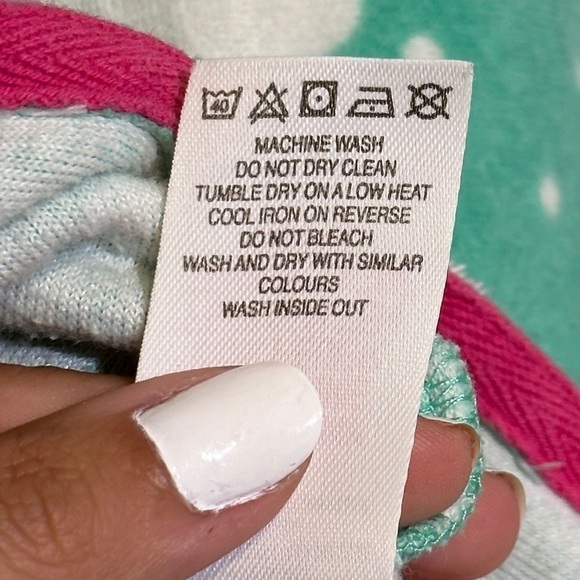 40
MACHINE WASH
DO NOT DRY CLEAN
TUMBLE DRY ON A LOW HEAT
COOL IRON ON REVERSE
DO NOT BLEACH
WASH AND DRY WITH SIMILAR
COLOURS
WASH INSIDE OUT